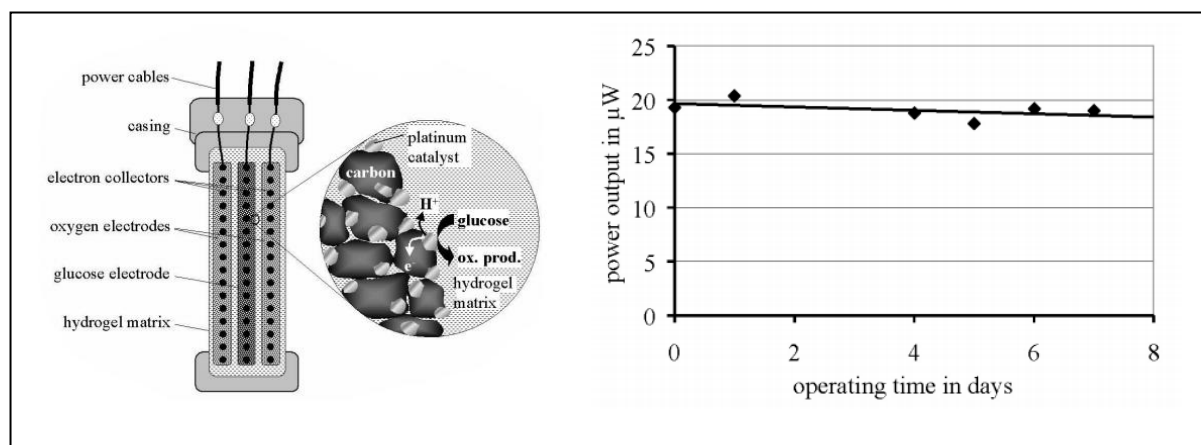 power cables
casing
electron collectors
oxygen electrodes
glucose electrode
hydrogel matrix
platinum
catalyst
carbon
H⁺
glucose
e⁻
ox. prod.
hydrogel
matrix
power output in µW
25
20
15
10
5
0
0 2 4 6 8
operating time in days